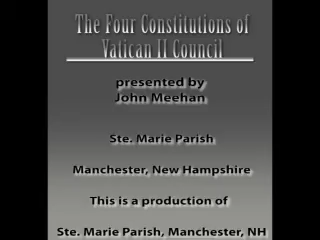 The Four Constitutions of
Vatican II Council
presented by
John Meehan
Ste. Marie Parish
Manchester, New Hampshire
This is a production of
Ste. Marie Parish, Manchester, NH